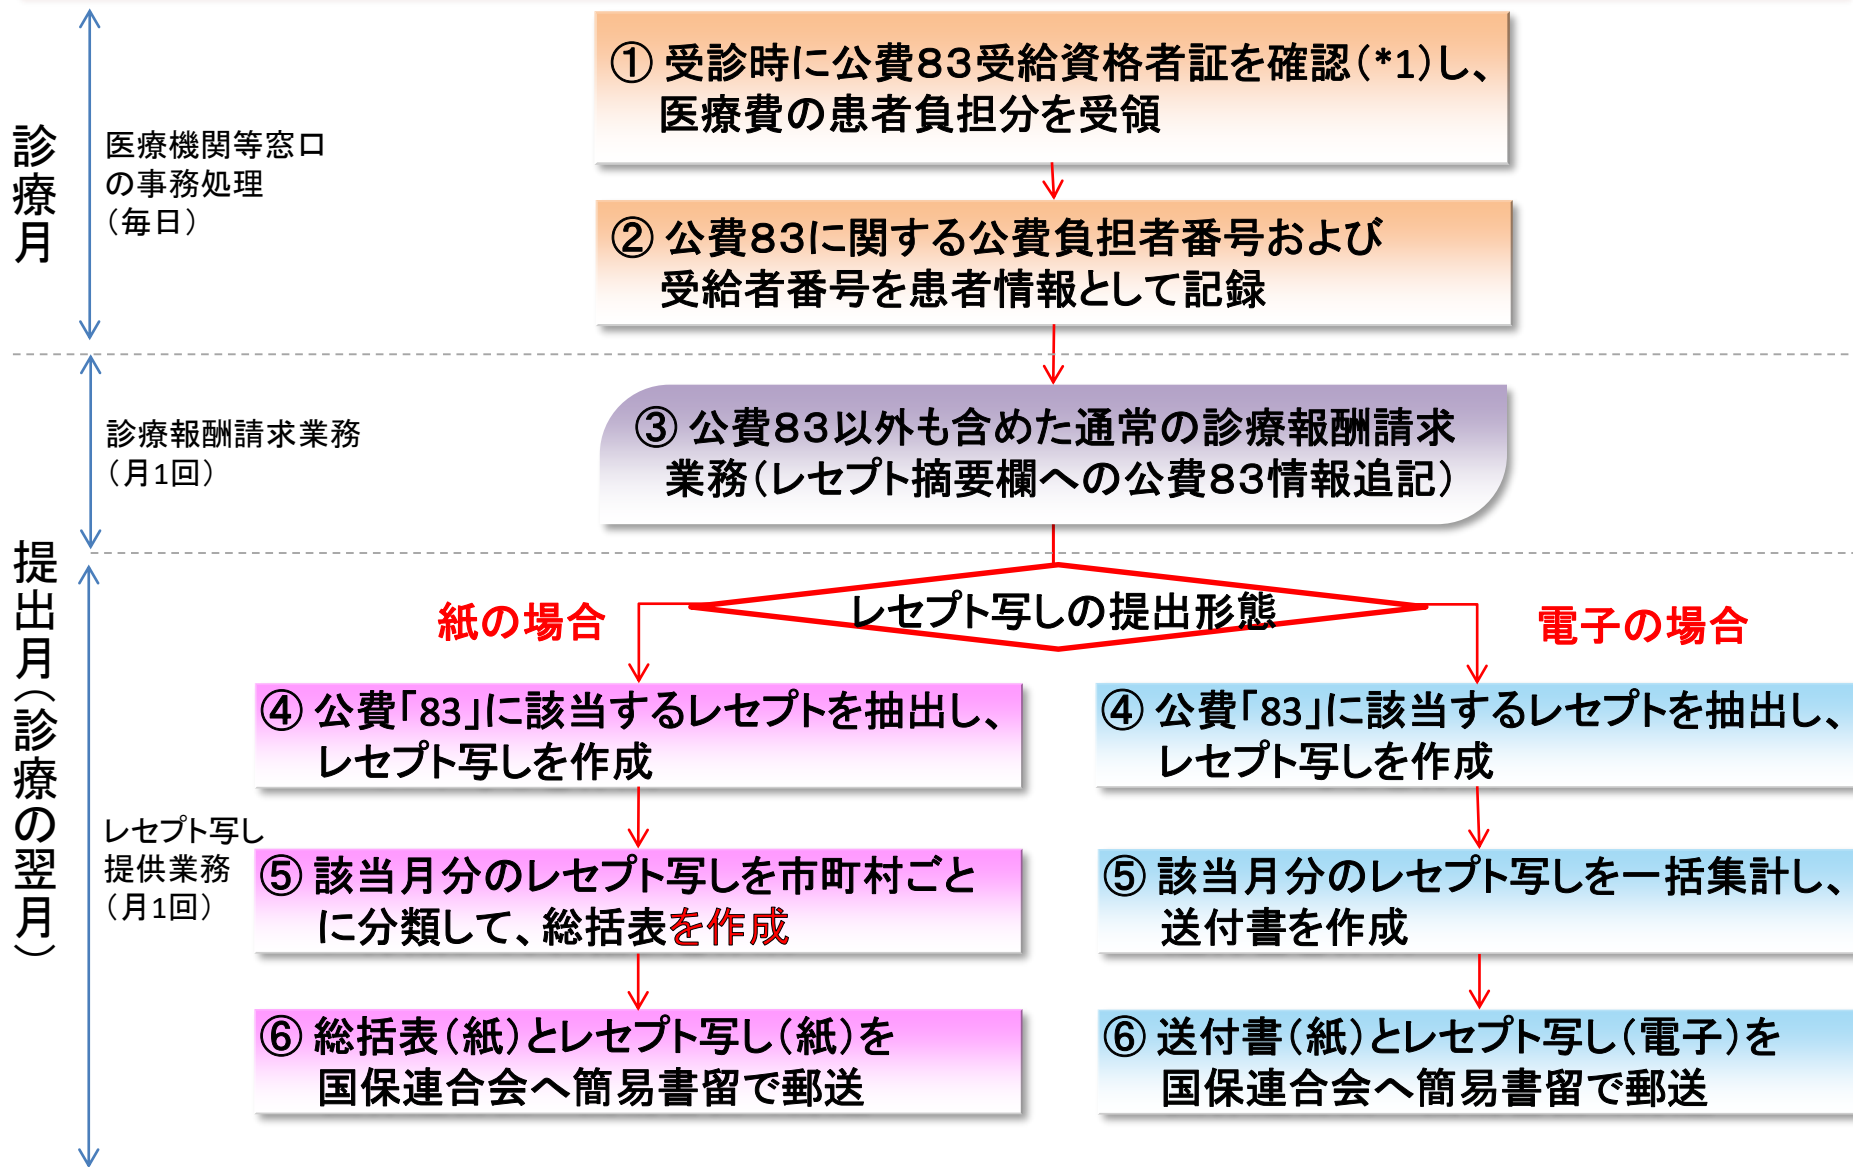 診療月
医療機関等窓口
の事務処理
（毎日）
① 受診時に公費８３受給資格者証を確認（*1）し、
医療費の患者負担分を受領
② 公費８３に関する公費負担者番号および
受給者番号を患者情報として記録
診療報酬請求業務
（月1回）
③ 公費８３以外も含めた通常の診療報酬請求
業務（レセプト摘要欄への公費８３情報追記）
提出月（診療の翌月）
レセプト写し
提供業務
（月1回）
レセプト写しの提出形態
紙の場合
④ 公費「83」に該当するレセプトを抽出し、
レセプト写しを作成
⑤ 該当月分のレセプト写しを市町村ごと
に分類して、総括表を作成
⑥ 総括表（紙）とレセプト写し（紙）を
国保連合会へ簡易書留で郵送
電子の場合
④ 公費「83」に該当するレセプトを抽出し、
レセプト写しを作成
⑤ 該当月分のレセプト写しを一括集計し、
送付書を作成
⑥ 送付書（紙）とレセプト写し（電子）を
国保連合会へ簡易書留で郵送